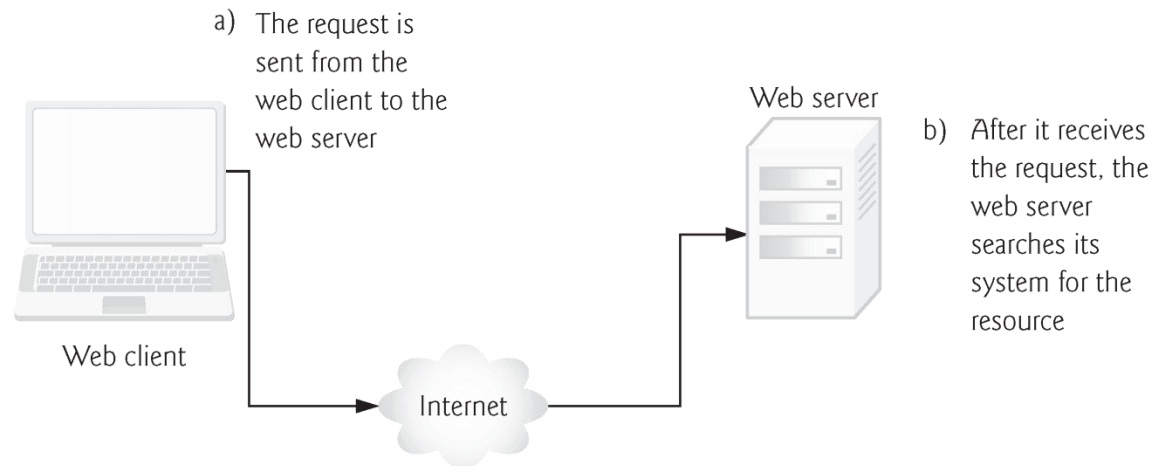 a) The request is
sent from the
web client to the
web server
Web server
b) After it receives
the request, the
web server
searches its
system for the
resource
Web client
Internet